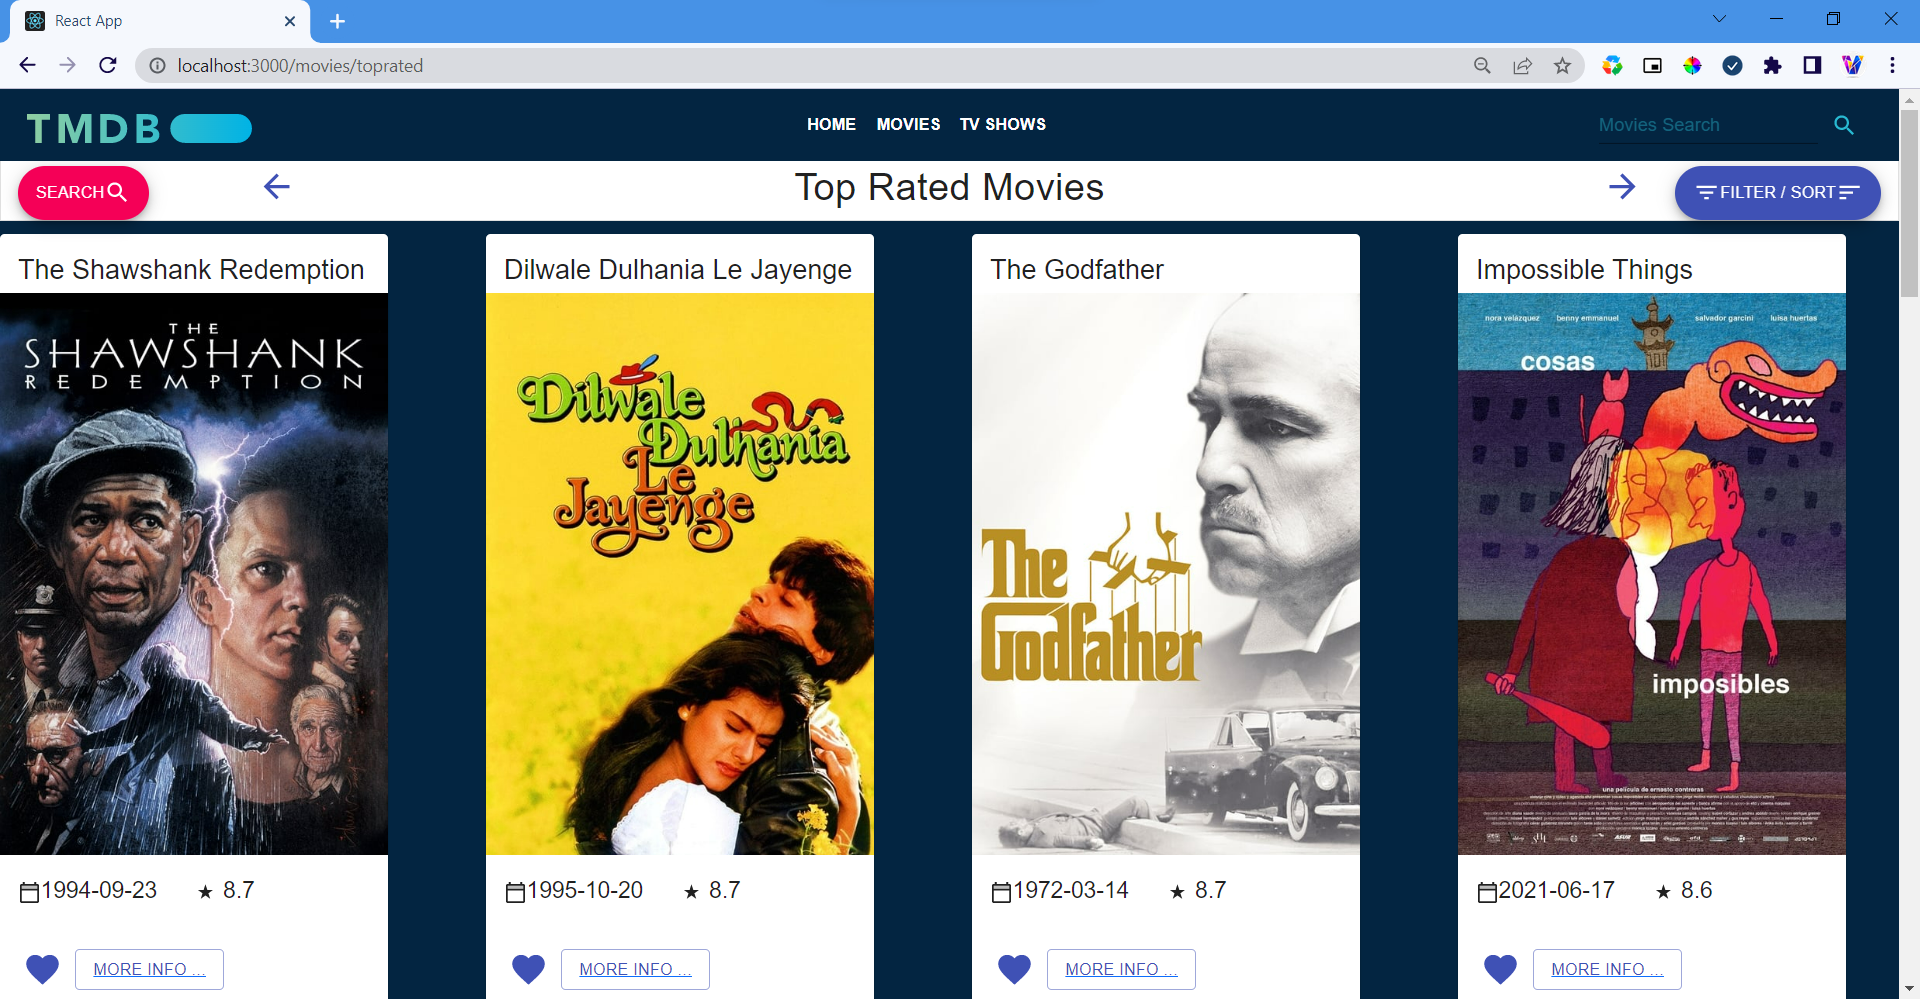 React App
localhost:3000/movies/toprated
TMDB
HOME MOVIES TV SHOWS
Movies Search
SEARCH
Top Rated Movies
FILTER / SORT
The Shawshank Redemption
THE
SHAWSHANK
REDEMPTION
1994-09-23 ★ 8.7
MORE INFO ...
Dilwale Dulhania Le Jayenge
Dilwale
Dulhania
Le
Jayenge
1995-10-20 ★ 8.7
MORE INFO ...
The Godfather
The
Godfather
1972-03-14 ★ 8.7
MORE INFO ...
Impossible Things
nora velázquez benny emmanuel salvador garcini luisa huertas
cosas
imposibles
una película de ernesto contreras
2021-06-17 ★ 8.6
MORE INFO ...